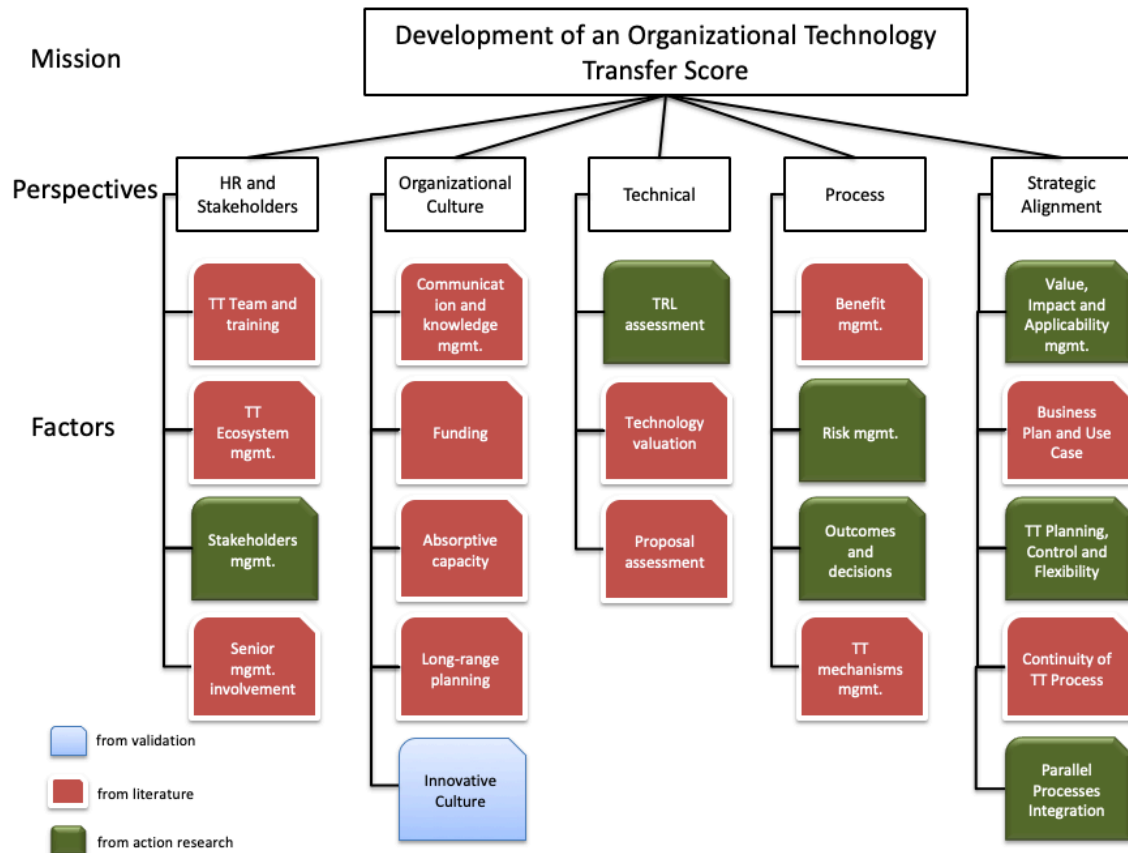 Mission
Development of an Organizational Technology
Transfer Score
Perspectives
HR and
Stakeholders
Organizational
Culture
Technical
Process
Strategic
Alignment
Factors
TT Team and
training
Communicat
ion and
knowledge
mgmt.
TRL
assessment
Benefit
mgmt.
Value,
Impact and
Applicability
mgmt.
TT
Ecosystem
mgmt.
Funding
Technology
valuation
Risk mgmt.
Business
Plan and Use
Case
Stakeholders
mgmt.
Absorptive
capacity
Proposal
assessment
Outcomes
and
decisions
TT Planning,
Control and
Flexibility
Senior
mgmt.
involvement
Long-range
planning
TT
mechanisms
mgmt.
Continuity of
TT Process
Innovative
Culture
Parallel
Processes
Integration
from validation
from literature
from action research